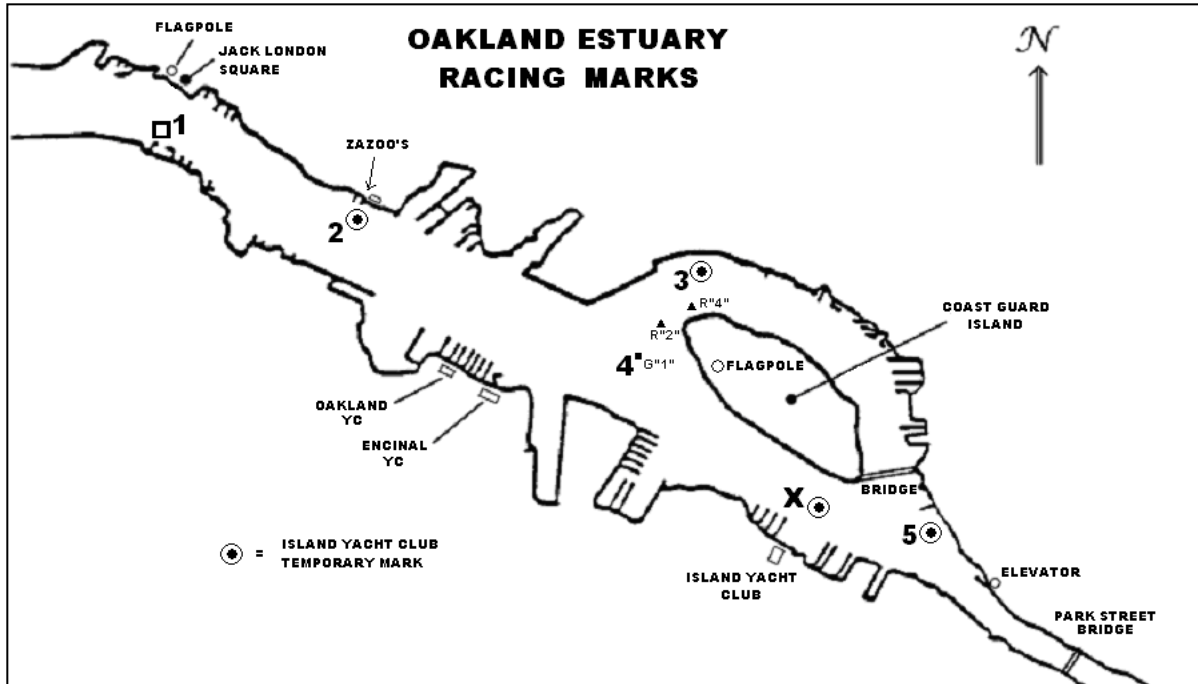 OAKLAND ESTUARY
RACING MARKS
N
FLAGPOLE
JACK LONDON
SQUARE
1
ZAZOO'S
2
3
R"4"
R"2"
4
G"1"
FLAGPOLE
COAST GUARD
ISLAND
OAKLAND
YC
ENCINAL
YC
BRIDGE
X
5
= ISLAND YACHT CLUB
TEMPORARY MARK
ISLAND YACHT
CLUB
ELEVATOR
PARK STREET
BRIDGE